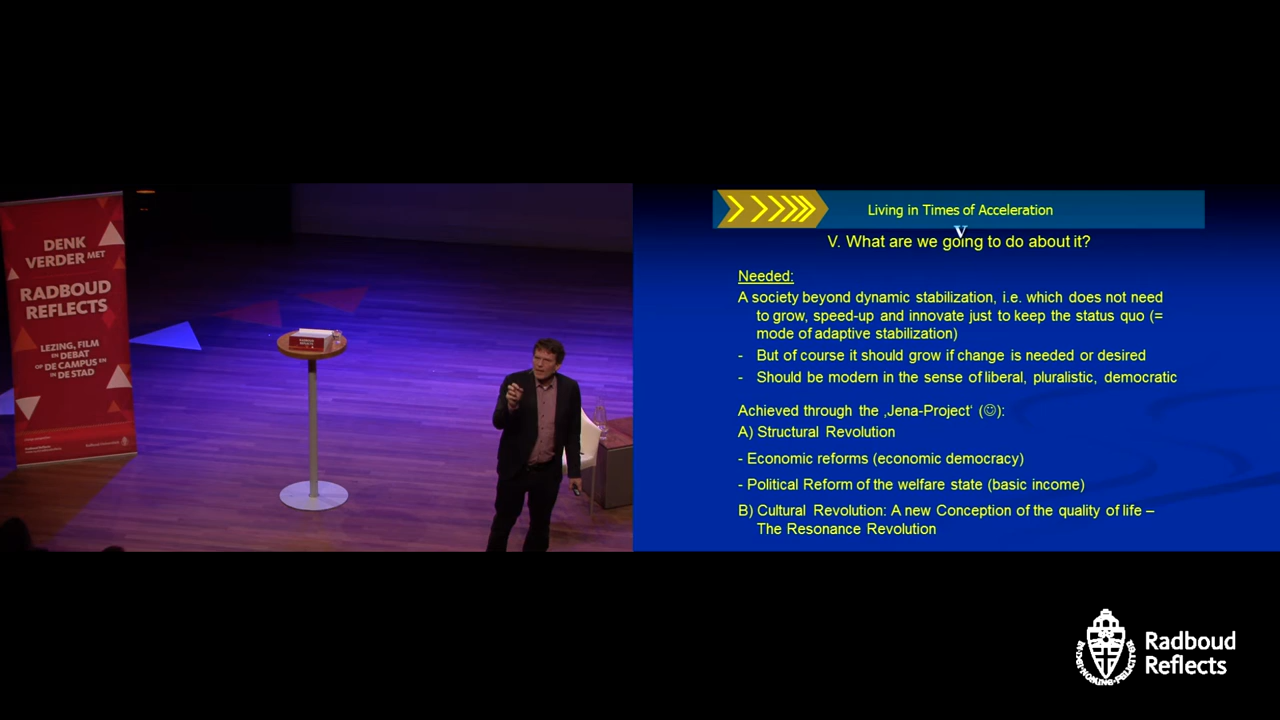 DENK
VERDER MET
RADBOUD
REFLECTS
LEZING, FILM
EN DEBAT
OP DE CAMPUS EN
IN DE STAD
Radboud Universiteit
RADBOUD
REFLECTS
Living in Times of Acceleration
V
V. What are we going to do about it?
Needed:
A society beyond dynamic stabilization, i.e. which does not need
to grow, speed-up and innovate just to keep the status quo (=
mode of adaptive stabilization)
- But of course it should grow if change is needed or desired
- Should be modern in the sense of liberal, pluralistic, democratic
Achieved through the ‚Jena-Project‘ (☺):
A) Structural Revolution
- Economic reforms (economic democracy)
- Political Reform of the welfare state (basic income)
B) Cultural Revolution: A new Conception of the quality of life –
The Resonance Revolution
Radboud
Reflects